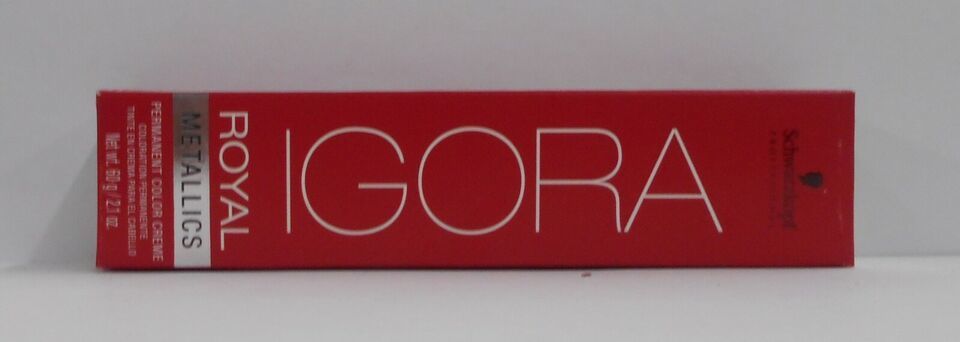 IGORA
ROYAL
METALLICS
PERMANENT COLOR CREME
COLORATION PERMANENTE
TINTE EN CREMA PARA EL CABELLO
Net wt. 60 g / 2.1 oz.
Schwarzkopf
PROFESSIONAL